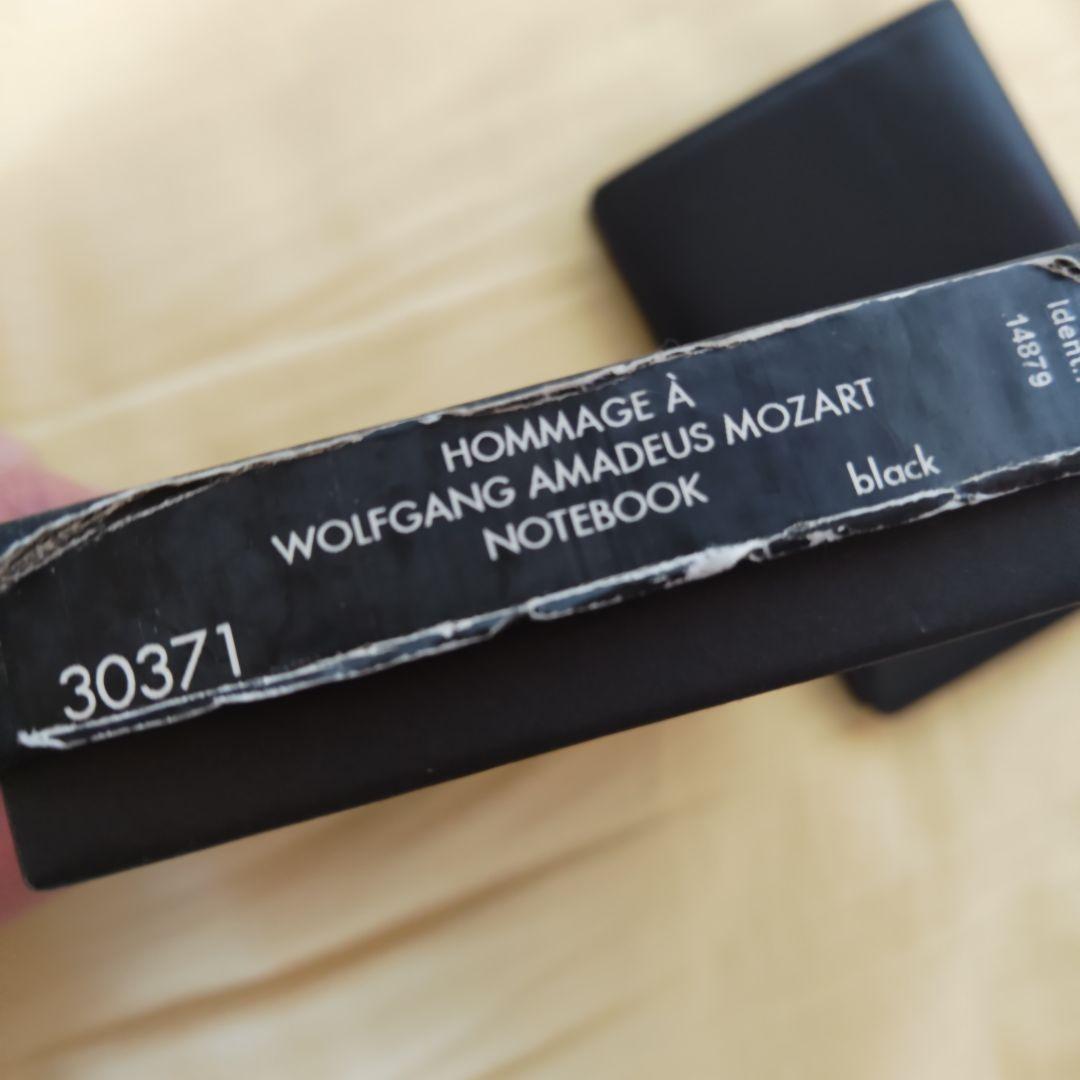 HOMMAGE À
WOLFGANG AMADEUS MOZART
NOTEBOOK
black
30371
14879